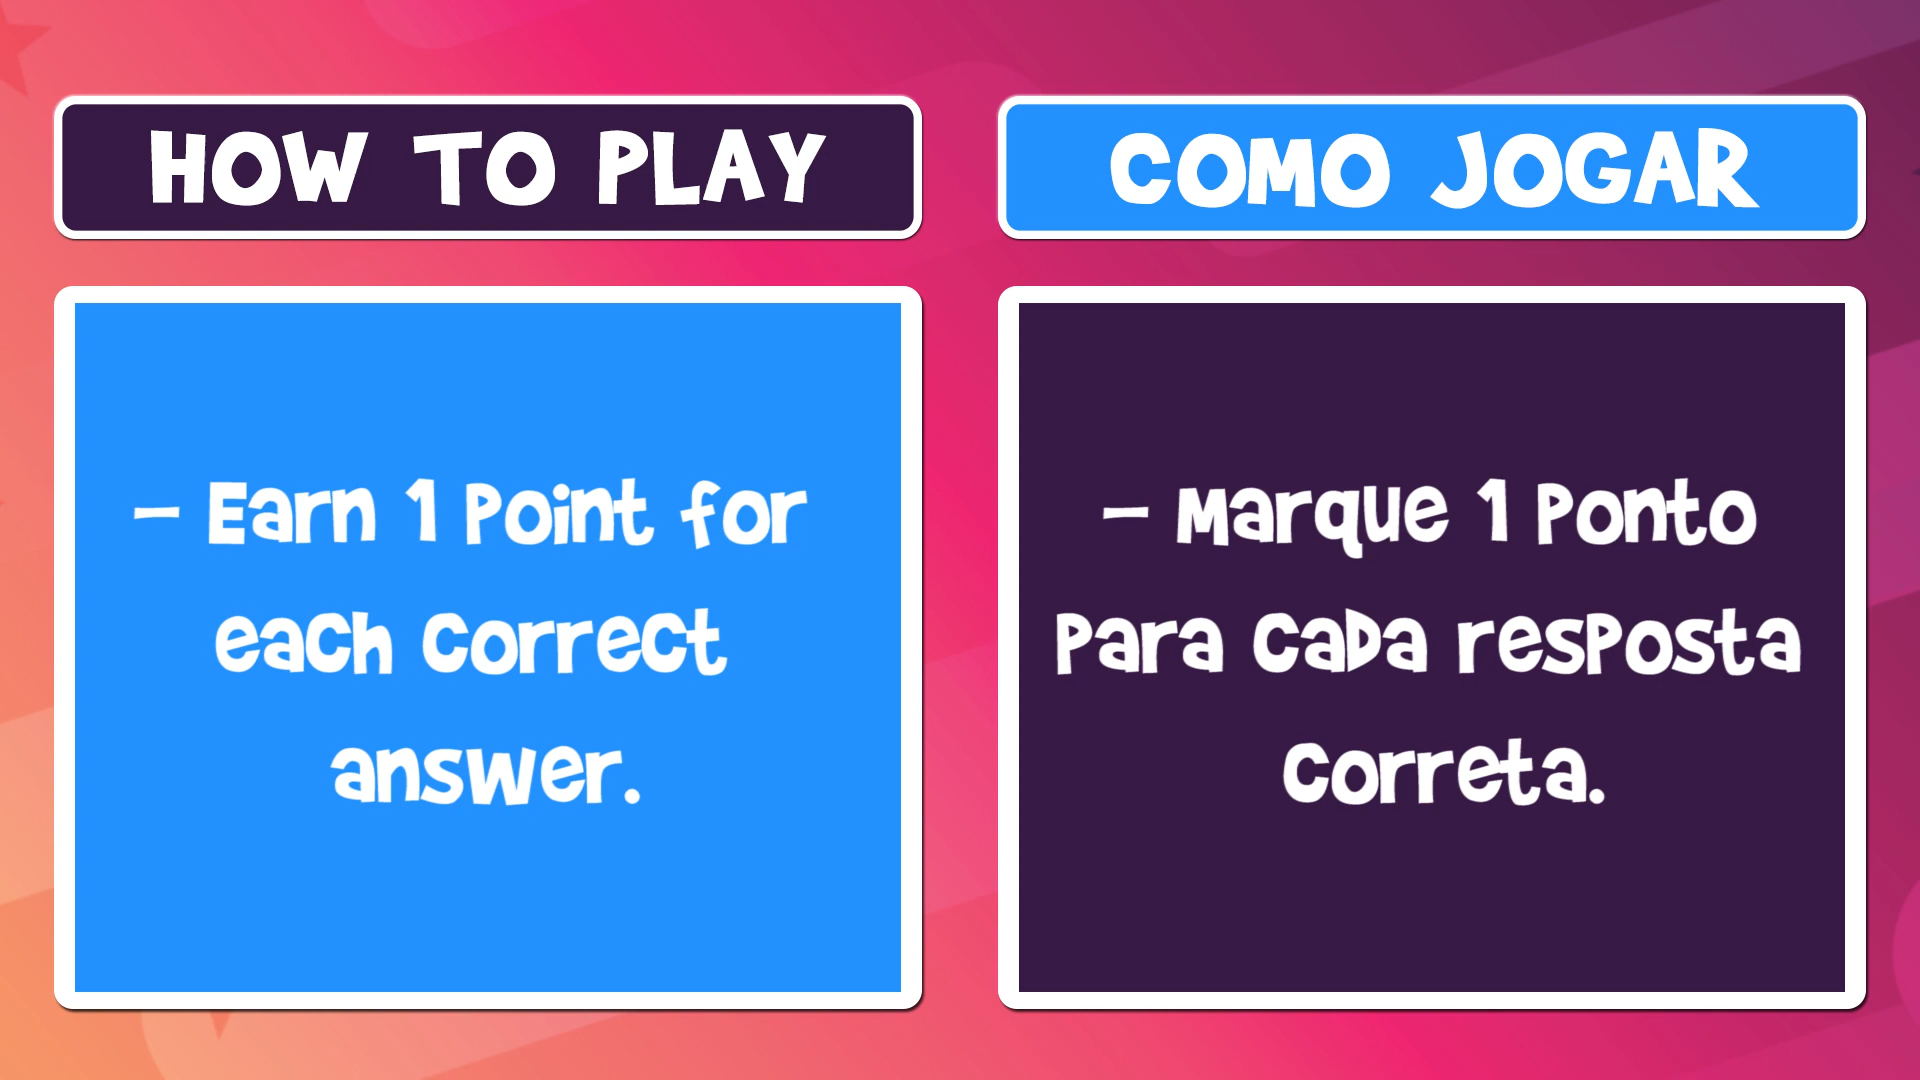 HOW TO PLAY
- Earn 1 Point for
each correct
answer.
COMO JOGAR
- Marque 1 Ponto
Para cada resposta
correta.